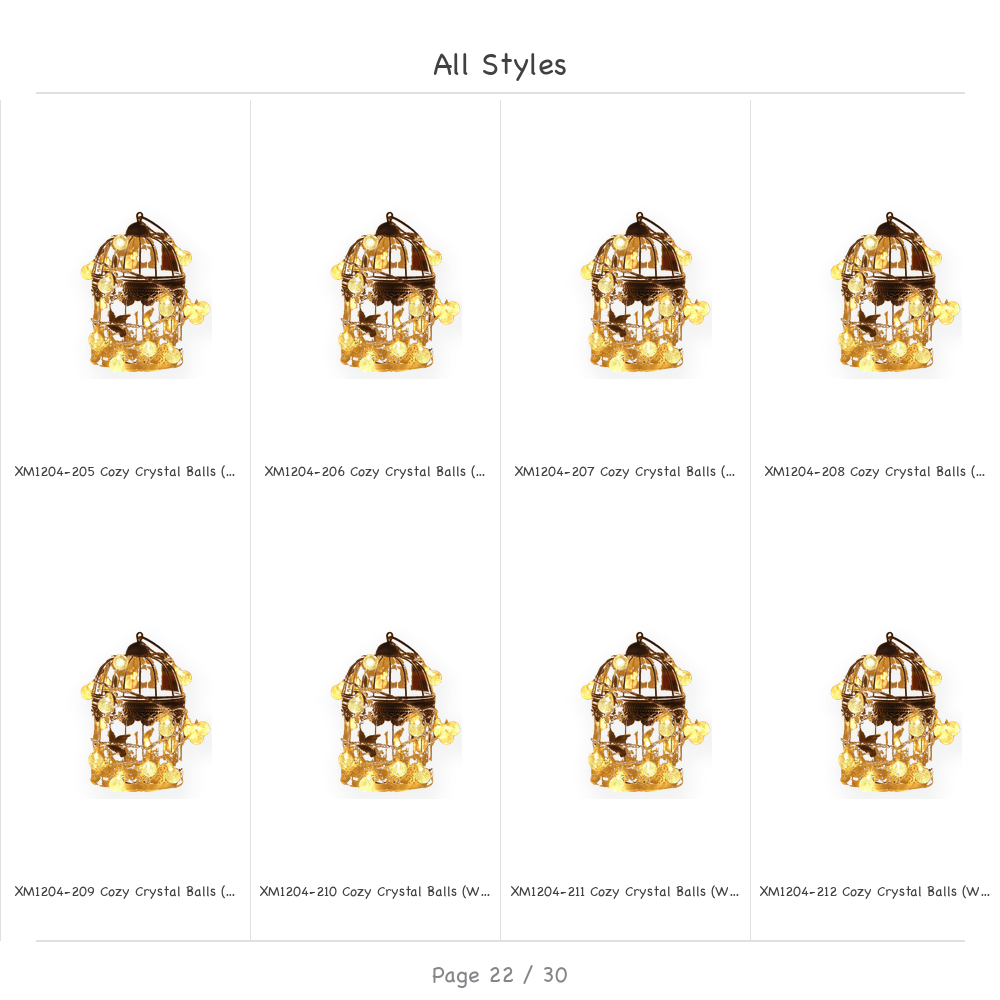 All Styles
XM1204-205 Cozy Crystal Balls (...
XM1204-206 Cozy Crystal Balls (...
XM1204-207 Cozy Crystal Balls (...
XM1204-208 Cozy Crystal Balls (...
XM1204-209 Cozy Crystal Balls (...
XM1204-210 Cozy Crystal Balls (W...
XM1204-211 Cozy Crystal Balls (W...
XM1204-212 Cozy Crystal Balls (W...
Page 22 / 30